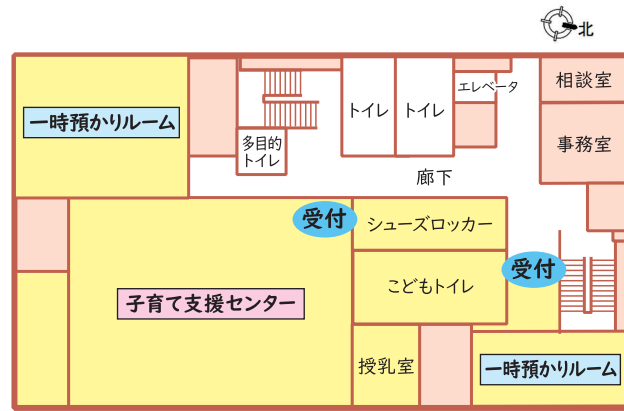 北
相談室
エレベータ
トイレ
トイレ
一時預かりルーム
多目的
トイレ
事務室
廊下
受付
シューズロッカー
受付
こどもトイレ
子育て支援センター
授乳室
一時預かりルーム